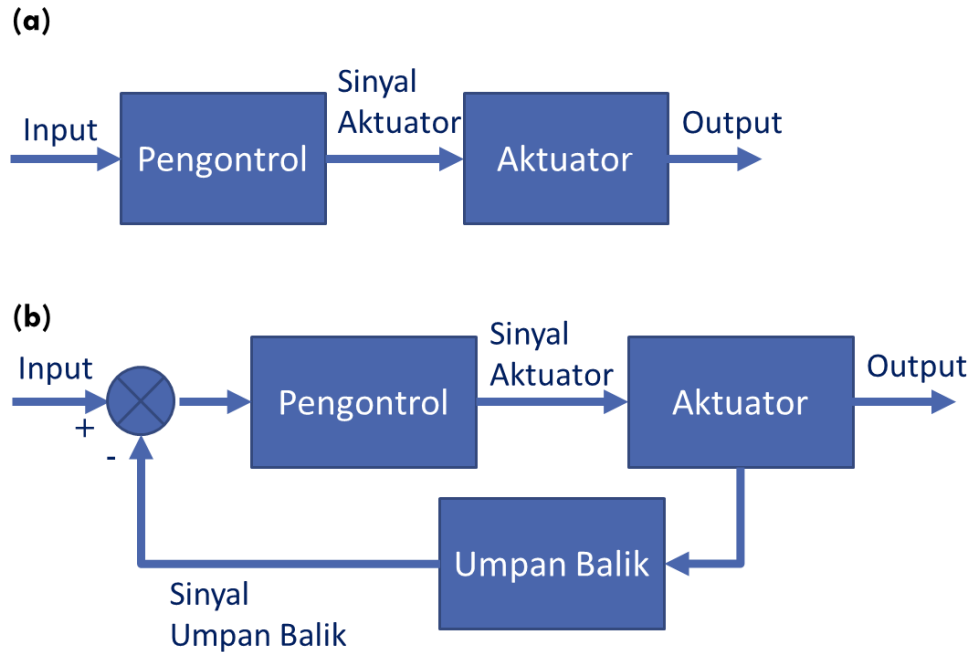 (a)
Input
Pengontrol
Sinyal
Aktuator
Aktuator
Output
(b)
Input
+
-
Pengontrol
Sinyal
Aktuator
Aktuator
Output
Umpan Balik
Sinyal
Umpan Balik